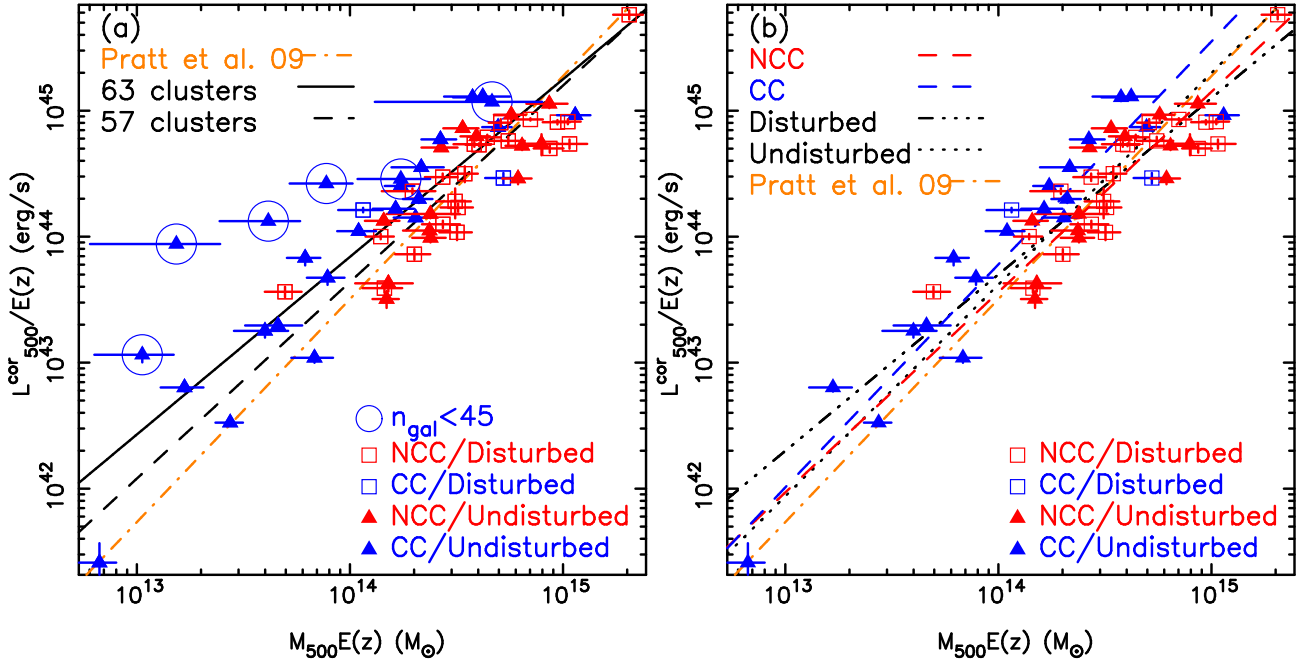 (a)
Pratt et al. 09
63 clusters
57 clusters
n_gal<45
NCC/Disturbed
CC/Disturbed
NCC/Undisturbed
CC/Undisturbed
L^cor_500/E(z) (erg/s)
10^45
10^44
10^43
10^42
10^13
10^14
10^15
M_500E(z) (M_⊙)
(b)
NCC
CC
Disturbed
Undisturbed
Pratt et al. 09
NCC/Disturbed
CC/Disturbed
NCC/Undisturbed
CC/Undisturbed
L^cor_500/E(z) (erg/s)
10^45
10^44
10^43
10^42
10^13
10^14
10^15
M_500E(z) (M_⊙)